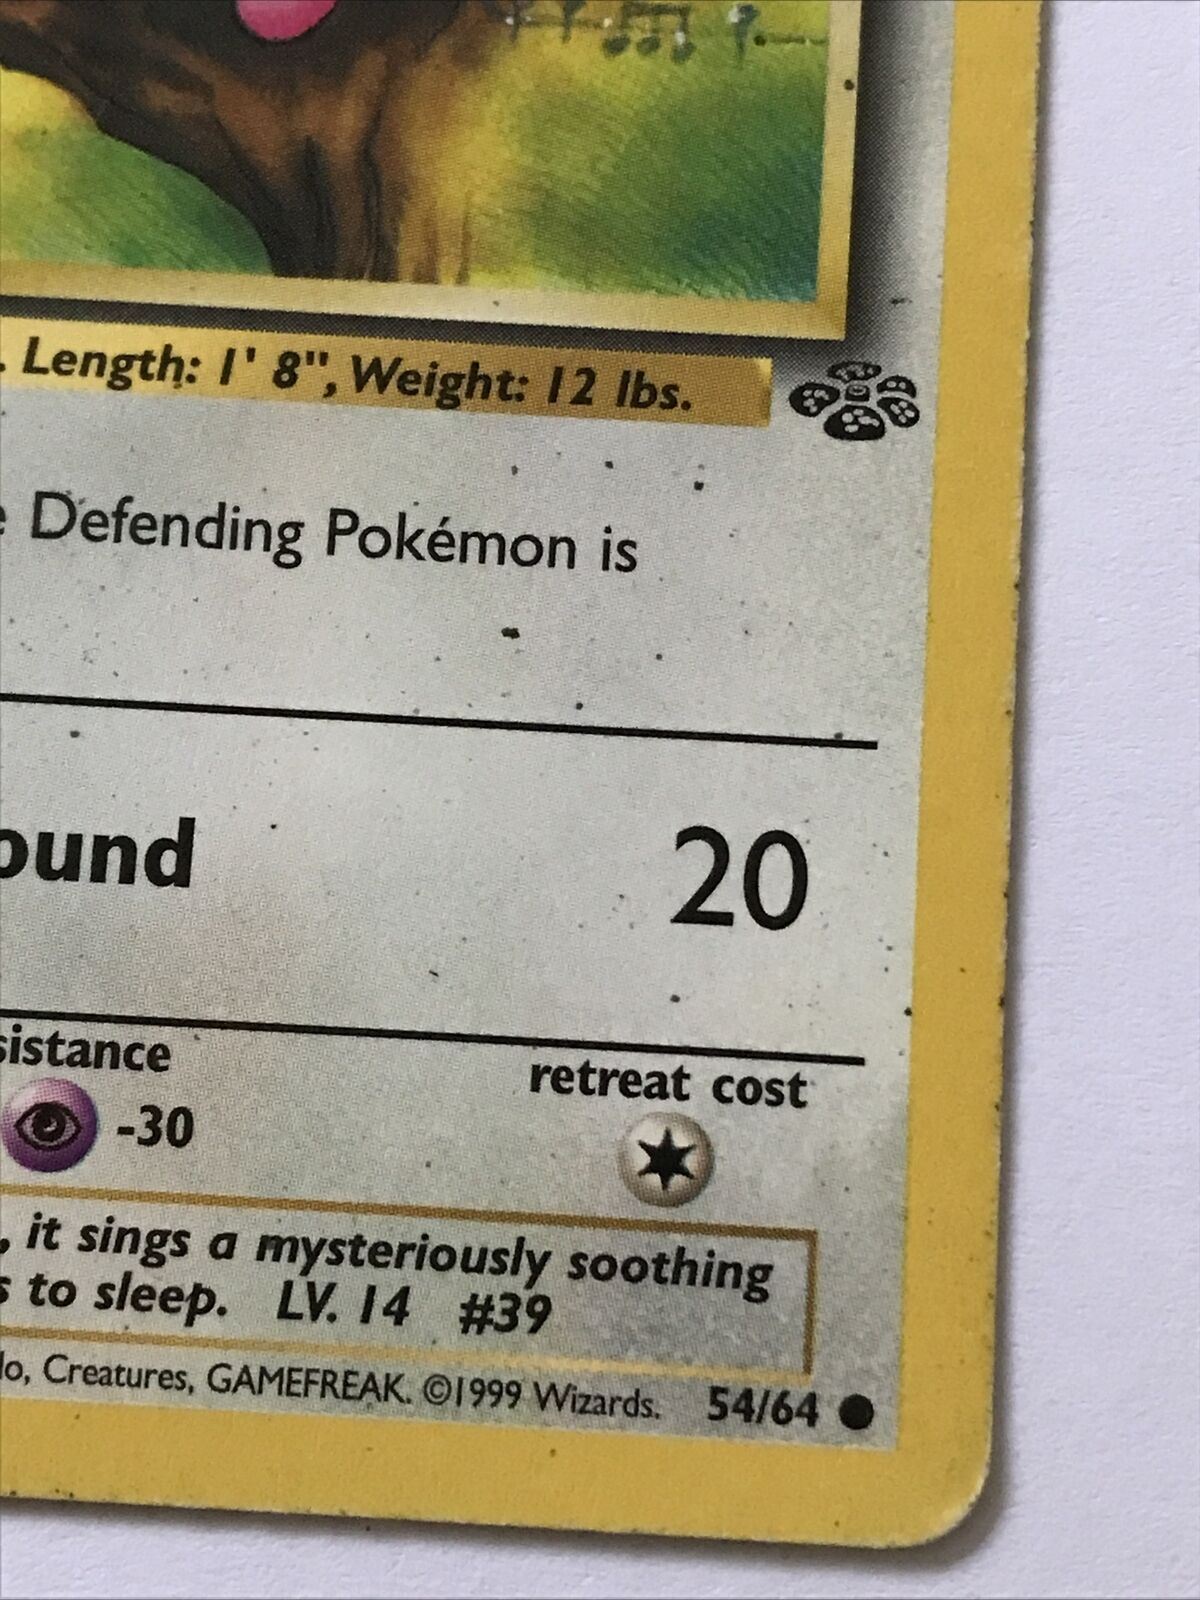 . Length: 1' 8", Weight: 12 lbs.
Defending Pokémon is
ound
20
sistance
retreat cost
-30
, it sings a mysteriously soothing
s to sleep. LV. 14 #39
do, Creatures, GAMEFREAK. ©1999 Wizards. 54/64